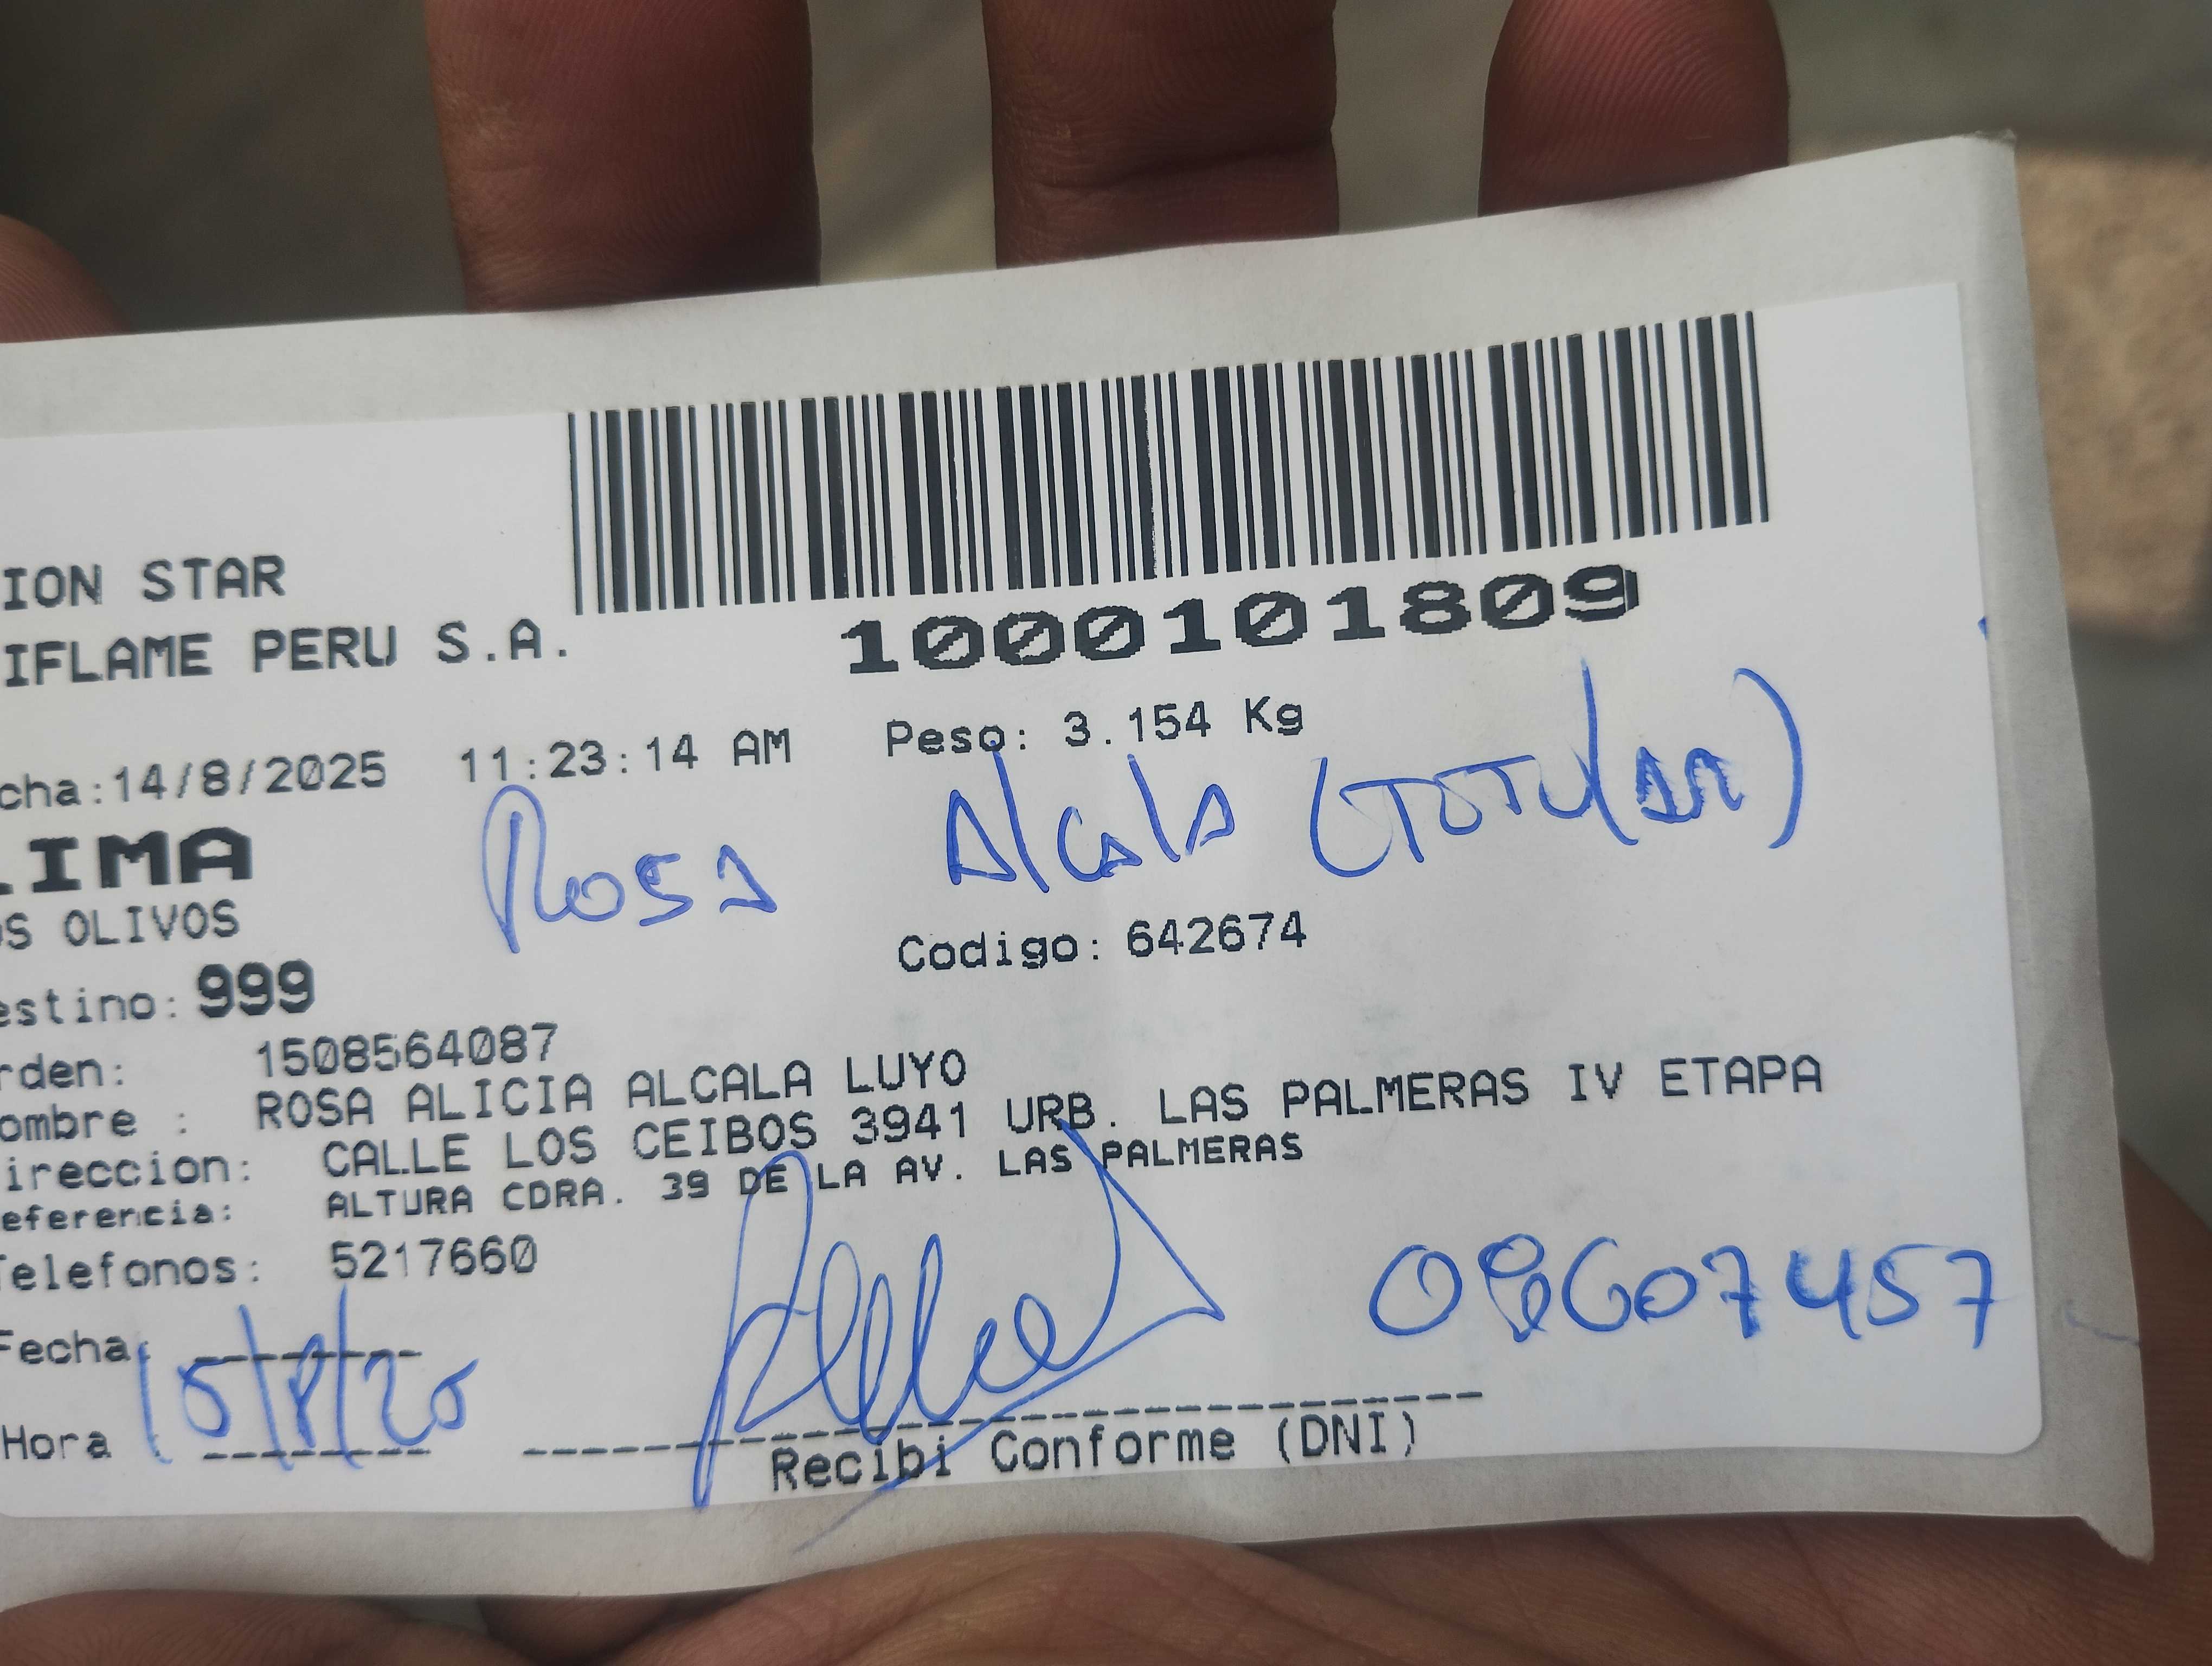 ION STAR
IFLAME PERU S.A.
1000101809
cha:14/8/2025 11:23:14 AM Peso: 3.154 Kg
Rosa Alcala (TOTULAR)
LIMA
OS OLIVOS
Codigo: 642674
estino: 999
rden: 1508564087
ombre : ROSA ALICIA ALCALA LUYO
ireccion: CALLE LOS CEIBOS 3941 URB. LAS PALMERAS IV ETAPA
eferencia: ALTURA CDRA. 39 DE LA AV. LAS PALMERAS
Telefonos: 5217660
Fecha: 15/8/25
Hora
Recibi Conforme (DNI)